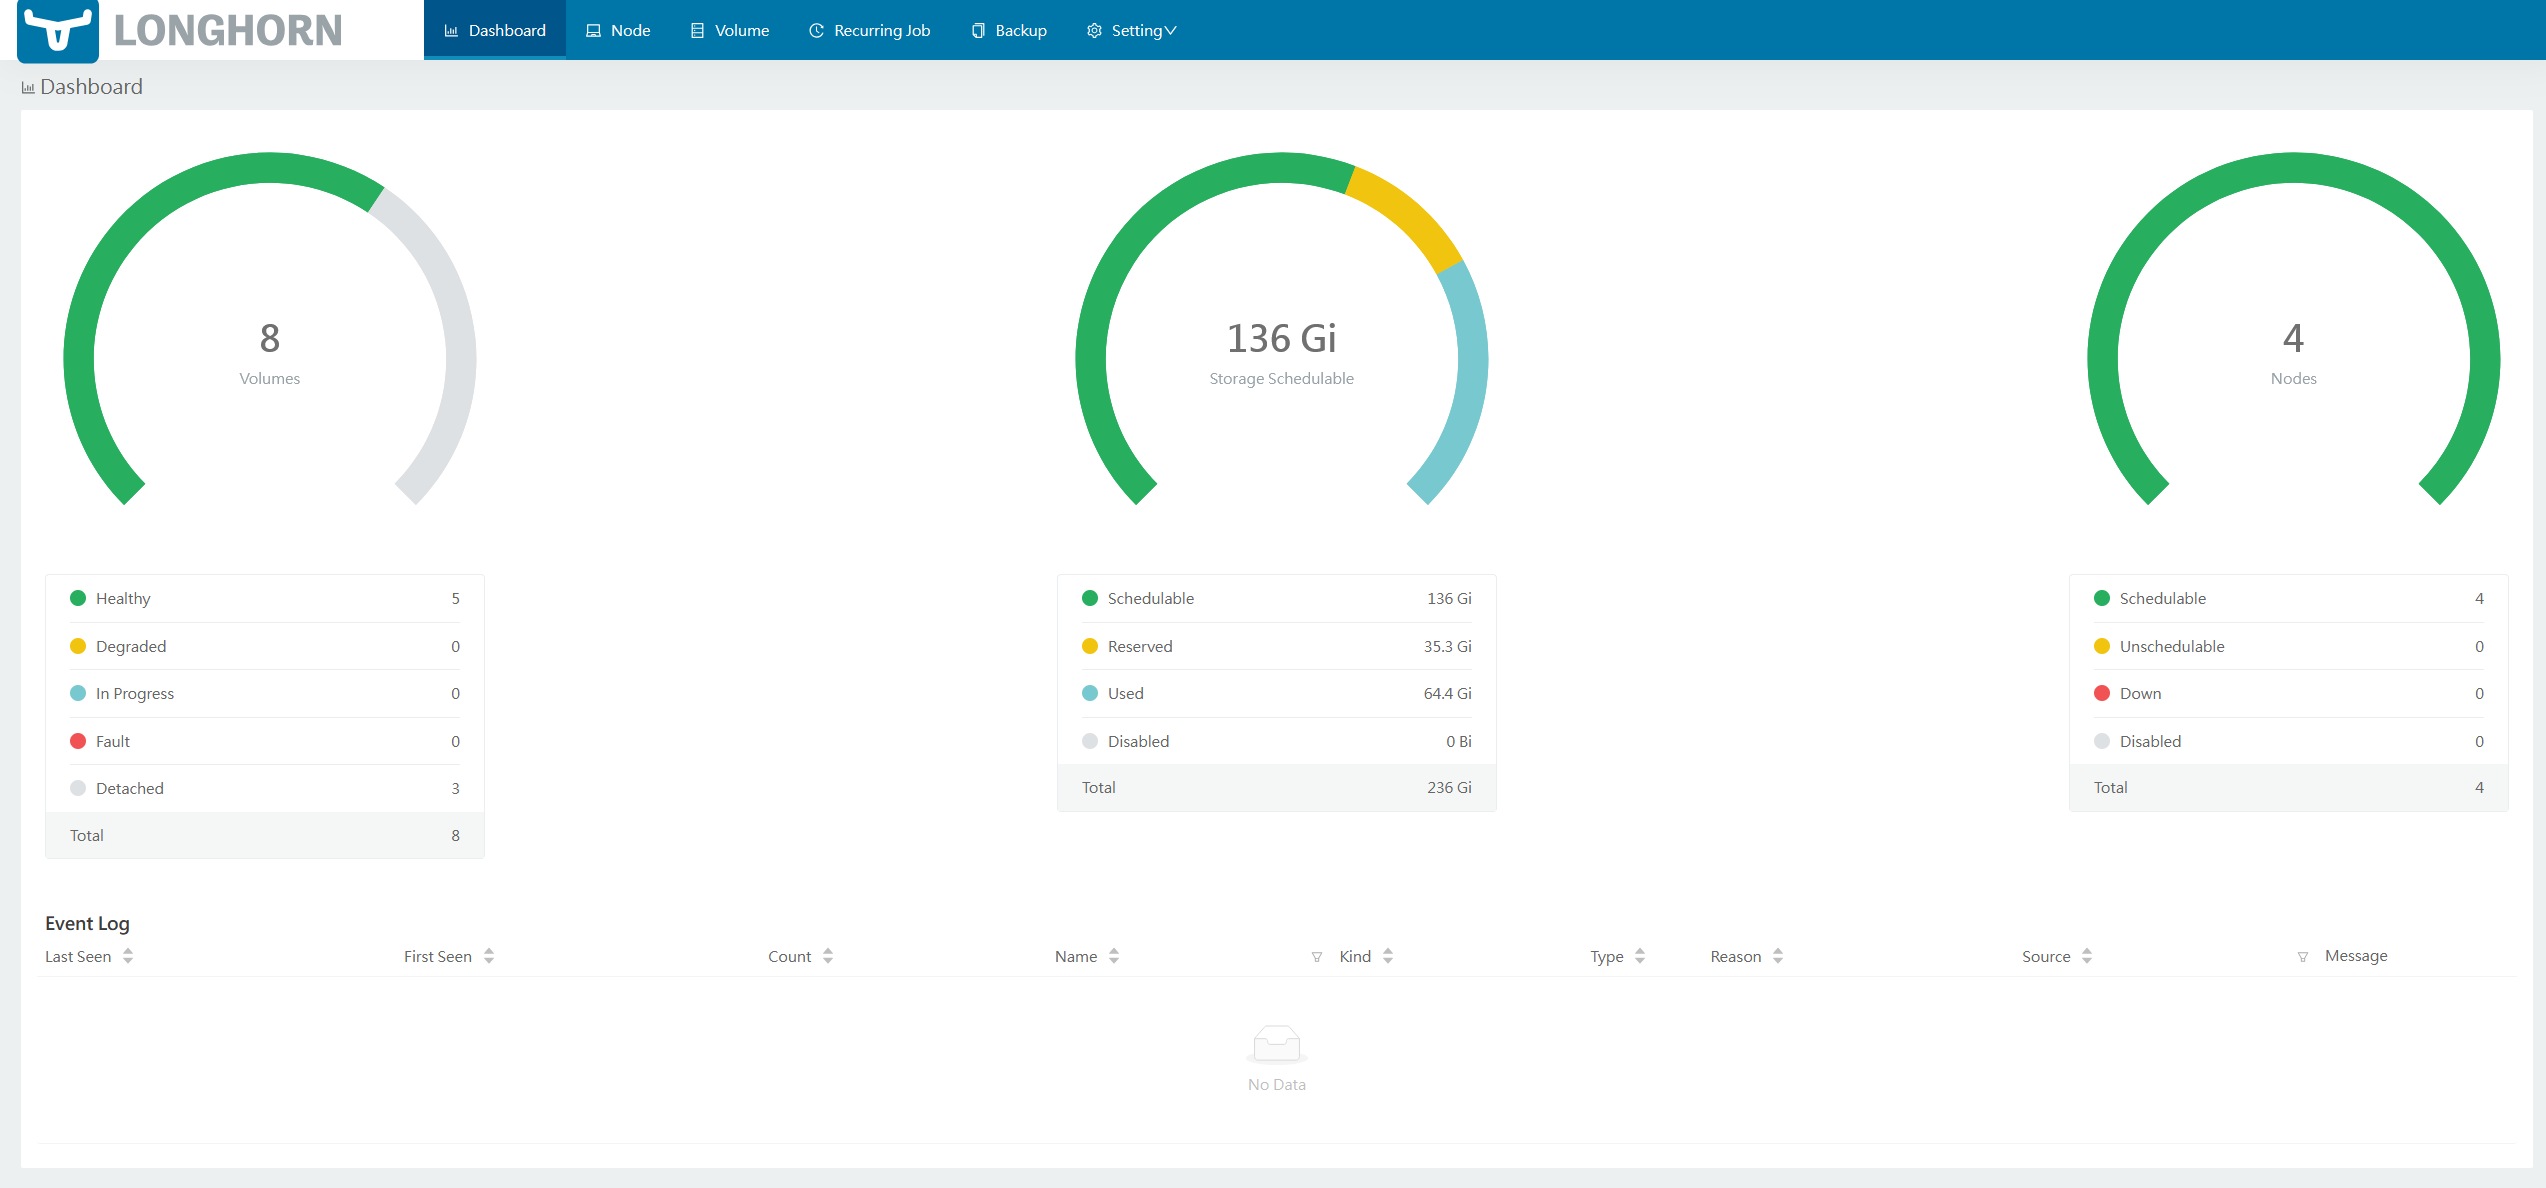 LONGHORN
Dashboard Node Volume Recurring Job Backup Setting
Dashboard
8
Volumes
136 Gi
Storage Schedulable
4
Nodes
Healthy 5
Degraded 0
In Progress 0
Fault 0
Detached 3
Total 8
Schedulable 136 Gi
Reserved 35.3 Gi
Used 64.4 Gi
Disabled 0 Bi
Total 236 Gi
Schedulable 4
Unschedulable 0
Down 0
Disabled 0
Total 4
Event Log
Last Seen First Seen Count Name Kind Type Reason Source Message
No Data